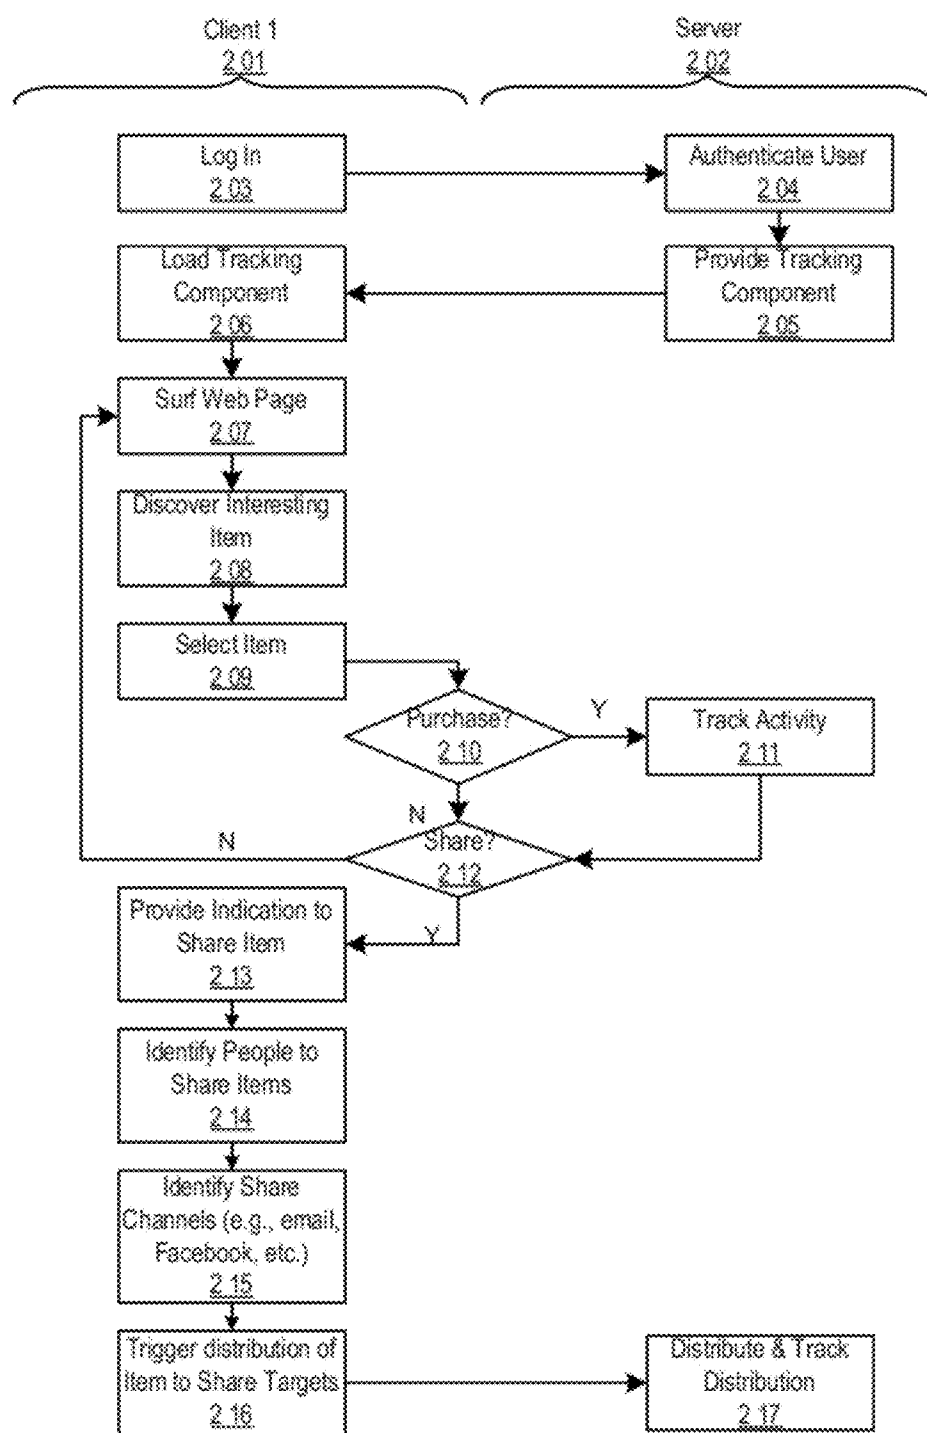 Client 1
2.01
Server
2.02
Log In
2.03
Authenticate User
2.04
Load Tracking
Component
2.06
Provide Tracking
Component
2.05
Surf Web Page
2.07
Discover Interesting
Item
2.08
Select Item
2.09
Purchase?
2.10
Y
Track Activity
2.11
N
N
Share?
2.12
Y
Provide Indication to
Share Item
2.13
Identify People to
Share Items
2.14
Identify Share
Channels (e.g., email,
Facebook, etc.)
2.15
Trigger distribution of
Item to Share Targets
2.16
Distribute & Track
Distribution
2.17